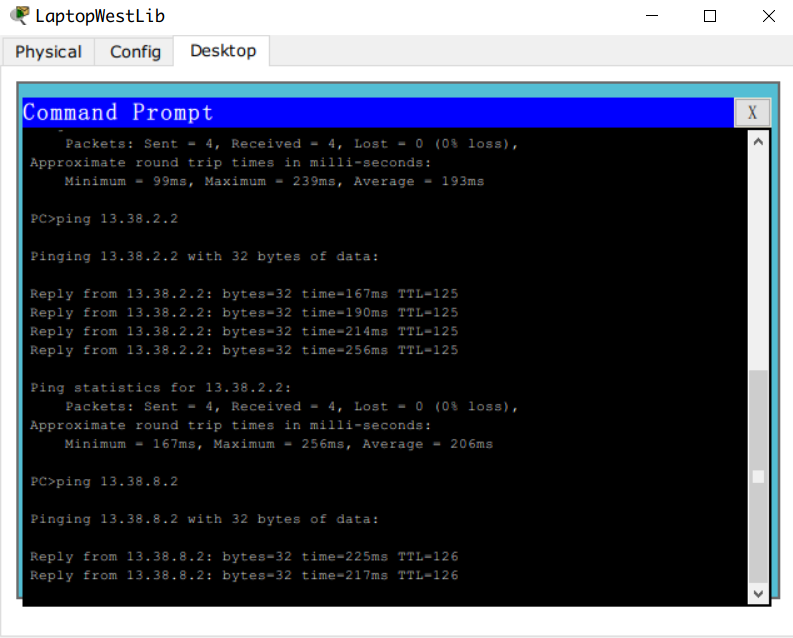 LaptopWestLib
Physical Config Desktop
Command Prompt X
Packets: Sent = 4, Received = 4, Lost = 0 (0% loss),
Approximate round trip times in milli-seconds:
Minimum = 99ms, Maximum = 239ms, Average = 193ms
PC>ping 13.38.2.2
Pinging 13.38.2.2 with 32 bytes of data:
Reply from 13.38.2.2: bytes=32 time=167ms TTL=125
Reply from 13.38.2.2: bytes=32 time=190ms TTL=125
Reply from 13.38.2.2: bytes=32 time=214ms TTL=125
Reply from 13.38.2.2: bytes=32 time=256ms TTL=125
Ping statistics for 13.38.2.2:
Packets: Sent = 4, Received = 4, Lost = 0 (0% loss),
Approximate round trip times in milli-seconds:
Minimum = 167ms, Maximum = 256ms, Average = 206ms
PC>ping 13.38.8.2
Pinging 13.38.8.2 with 32 bytes of data:
Reply from 13.38.8.2: bytes=32 time=225ms TTL=126
Reply from 13.38.8.2: bytes=32 time=217ms TTL=126